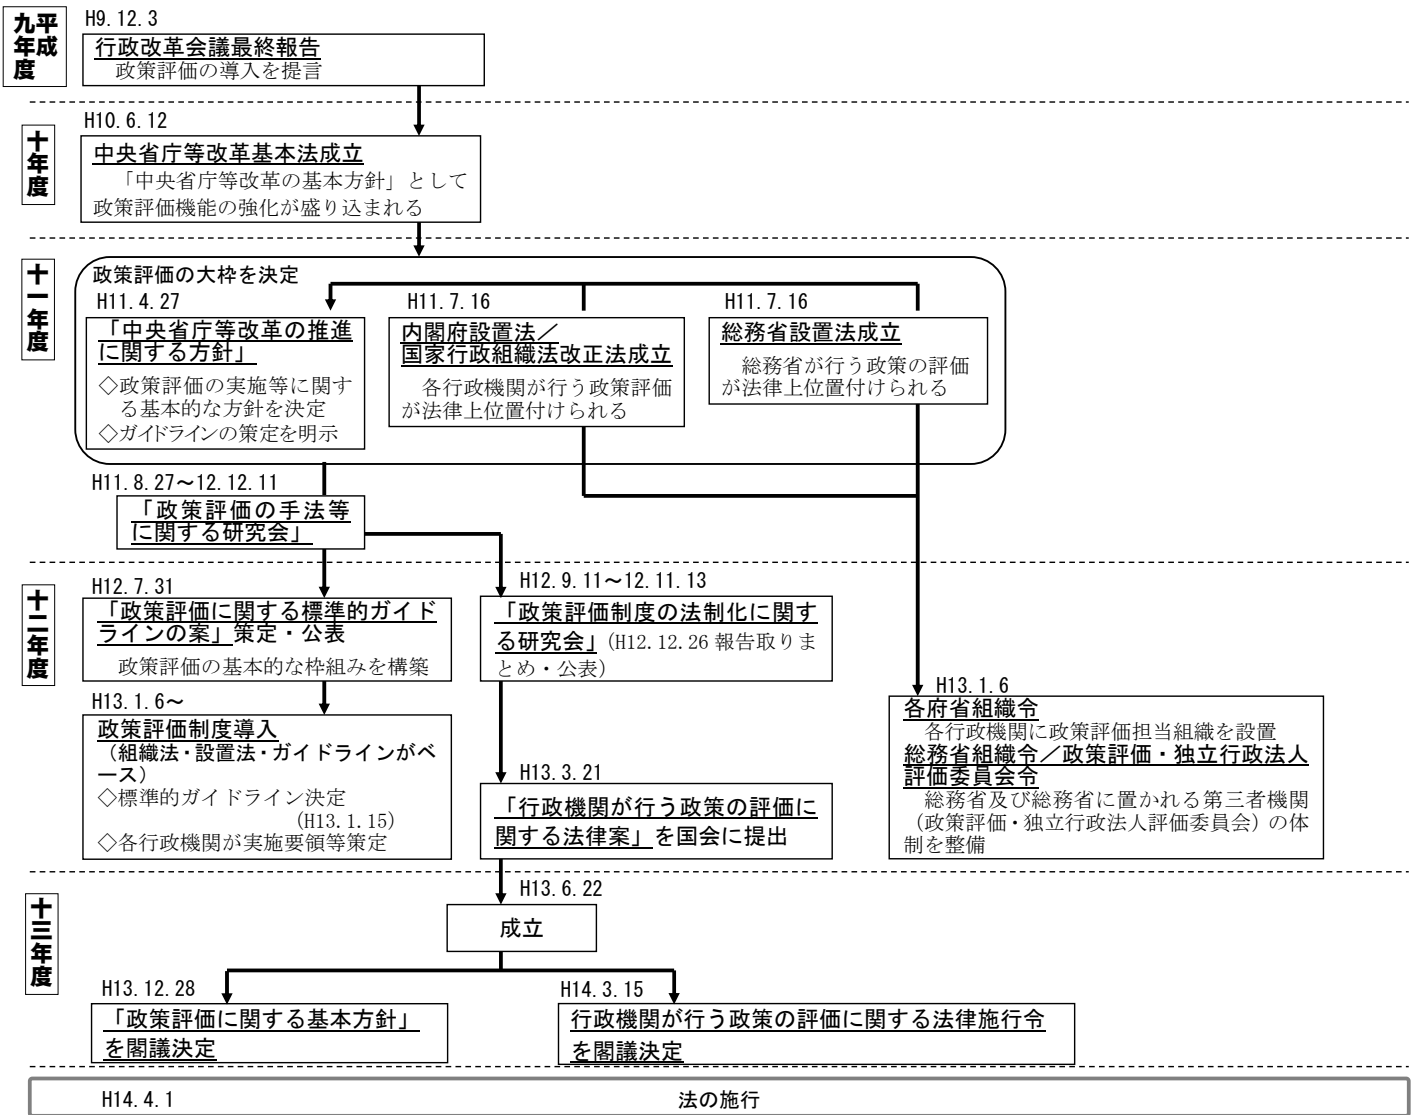 平成九年度
H9.12.3
行政改革会議最終報告
政策評価の導入を提言
十年度
H10.6.12
中央省庁等改革基本法成立
「中央省庁等改革の基本方針」として
政策評価機能の強化が盛り込まれる
十一年度
政策評価の大枠を決定
H11.4.27
「中央省庁等改革の推進
に関する方針」
◇政策評価の実施等に関す
る基本的な方針を決定
◇ガイドラインの策定を明示
H11.7.16
内閣府設置法／
国家行政組織法改正法成立
各行政機関が行う政策評価
が法律上位置付けられる
H11.7.16
総務省設置法成立
総務省が行う政策の評価
が法律上位置付けられる
H11.8.27～12.12.11
「政策評価の手法等
に関する研究会」
十二年度
H12.7.31
「政策評価に関する標準的ガイド
ラインの案」策定・公表
政策評価の基本的な枠組みを構築
H12.9.11～12.11.13
「政策評価制度の法制化に関す
る研究会」(H12.12.26 報告取りま
とめ・公表)
H13.1.6～
政策評価制度導入
（組織法・設置法・ガイドラインがベ
ース）
◇標準的ガイドライン決定
(H13.1.15)
◇各行政機関が実施要領等策定
H13.3.21
「行政機関が行う政策の評価に
関する法律案」を国会に提出
H13.1.6
各府省組織令
各行政機関に政策評価担当組織を設置
総務省組織令／政策評価・独立行政法人
評価委員会令
総務省及び総務省に置かれる第三者機関
（政策評価・独立行政法人評価委員会）の体
制を整備
十三年度
H13.6.22
成立
H13.12.28
「政策評価に関する基本方針」
を閣議決定
H14.3.15
行政機関が行う政策の評価に関する法律施行令
を閣議決定
H14.4.1
法の施行